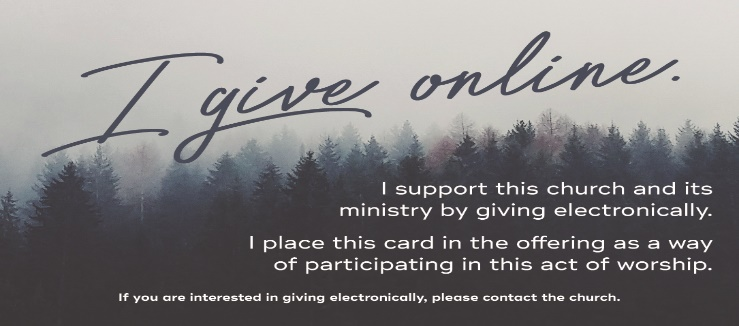 I give online.
I support this church and its
ministry by giving electronically.
I place this card in the offering as a way
of participating in this act of worship.
If you are interested in giving electronically, please contact the church.